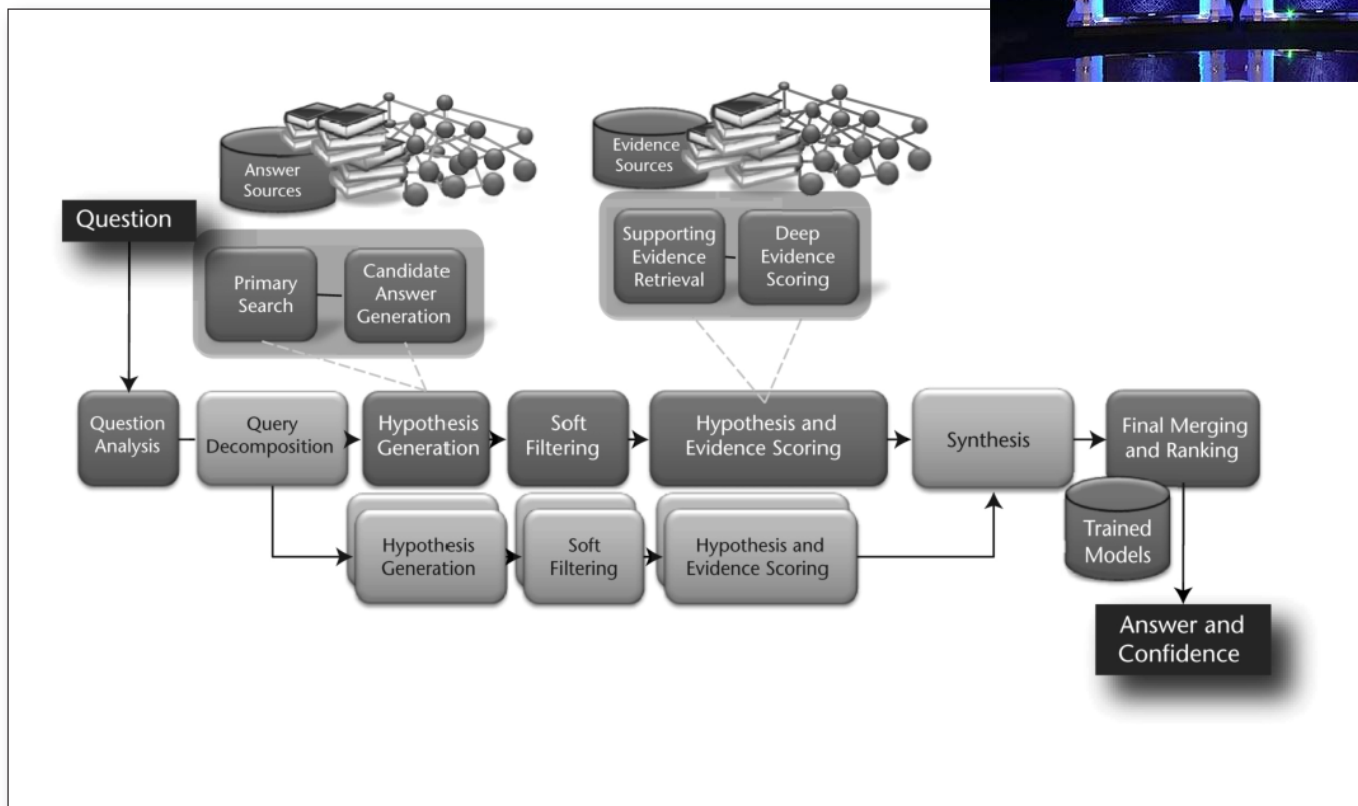 Answer
Sources
Evidence
Sources
Question
Primary
Search
Candidate
Answer
Generation
Supporting
Evidence
Retrieval
Deep
Evidence
Scoring
Question
Analysis
Query
Decomposition
Hypothesis
Generation
Soft
Filtering
Hypothesis and
Evidence Scoring
Synthesis
Final Merging
and Ranking
Trained
Models
Hypothesis
Generation
Soft
Filtering
Hypothesis and
Evidence Scoring
Answer and
Confidence